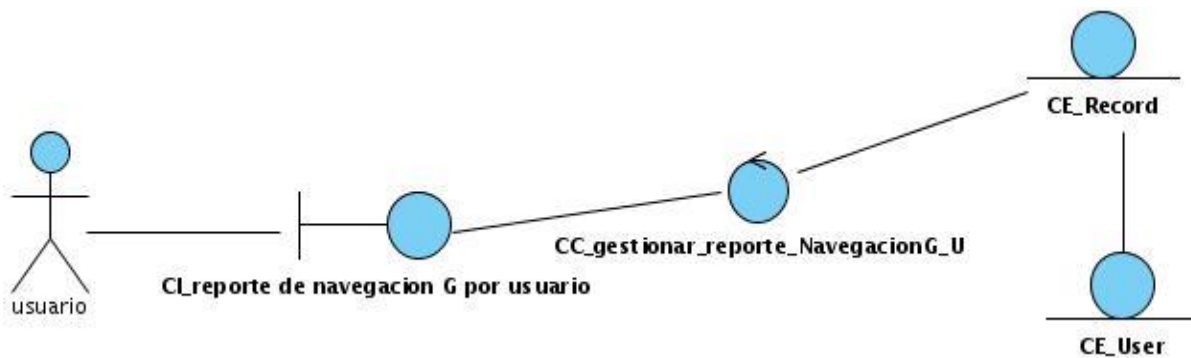 CE_Record
CC_gestionar_reporte_NavegacionG_U
CI_reporte de navegacion G por usuario
usuario
CE_User